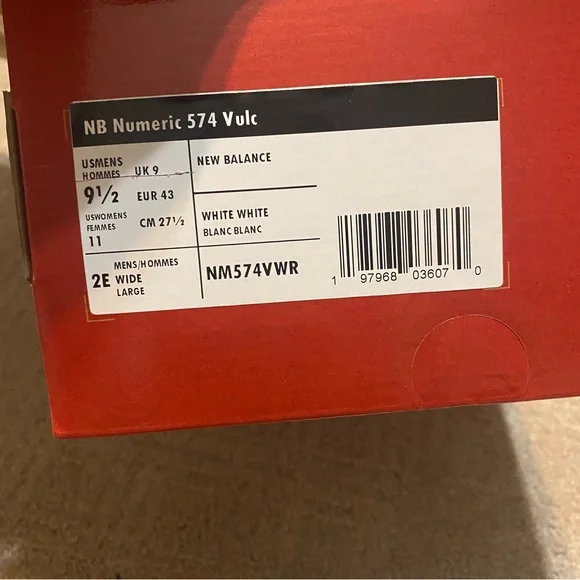 NB Numeric 574 Vulc
USMENS
HOMMES UK 9
9½ EUR 43
USWOMENS
FEMMES CM 27½
11
2E MENS/HOMMES
WIDE
LARGE
NEW BALANCE
WHITE WHITE
BLANC BLANC
NM574VWR
1 97968 03607 0